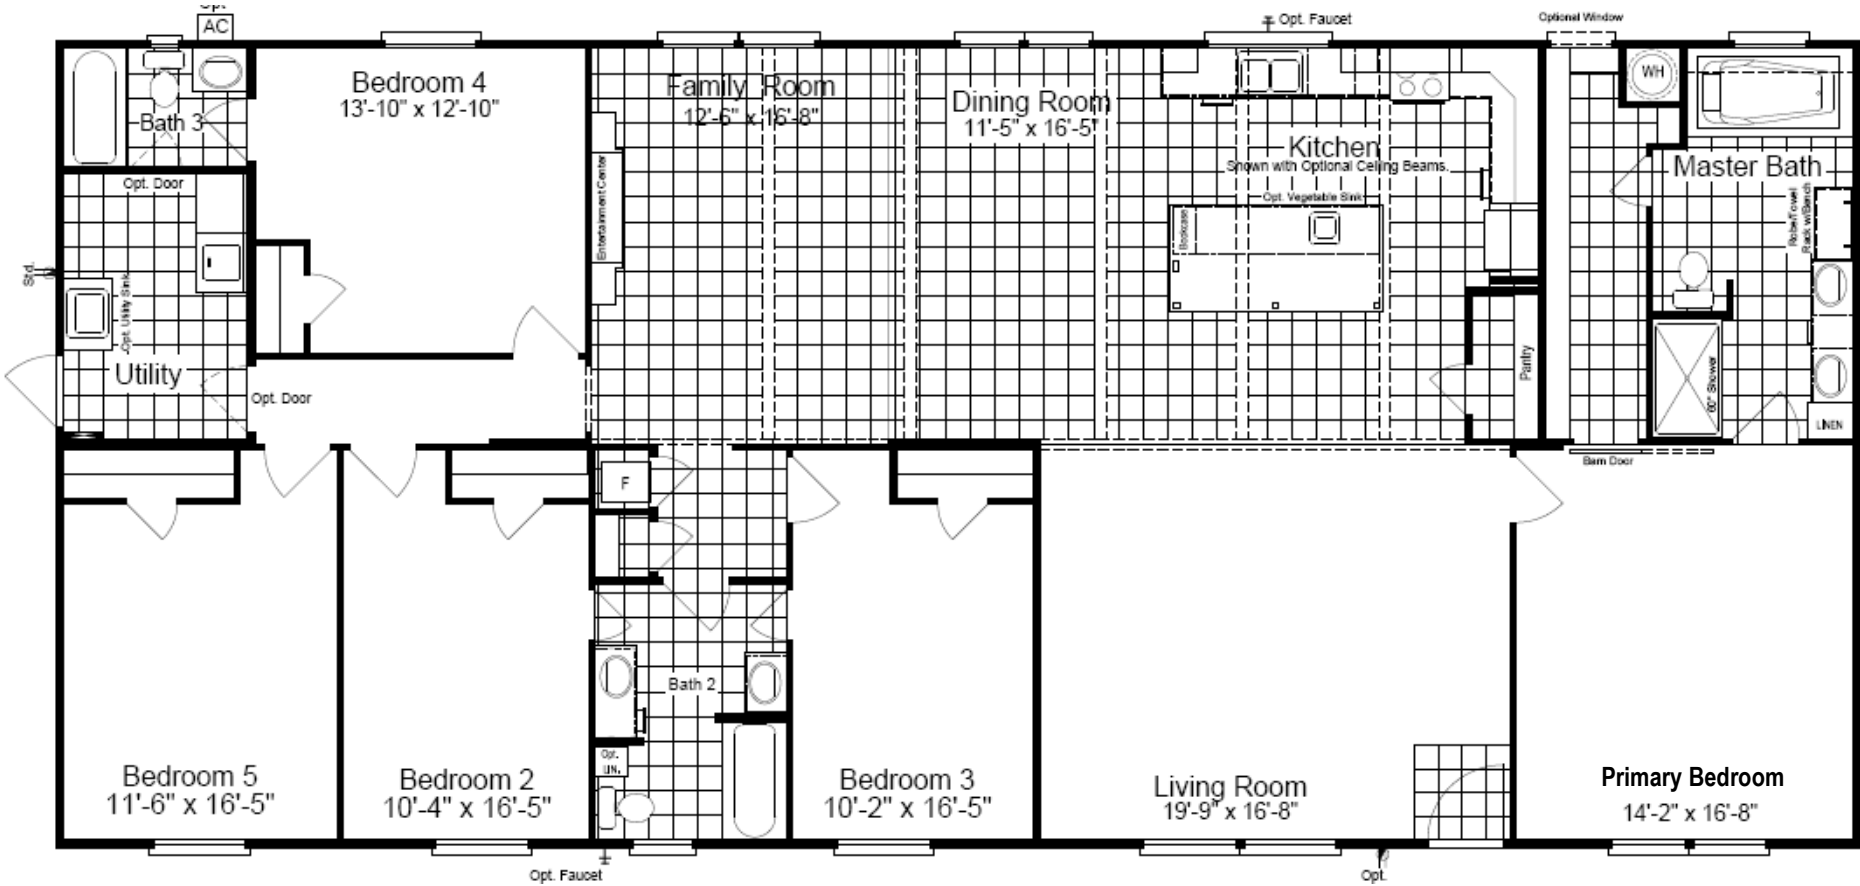 Opt
AC
Optional Window
Opt. Faucet
WH
Bedroom 4
13'-10" x 12'-10"
Family Room
12'-6" x 16'-8"
Dining Room
11'-5" x 16'-5"
Bath 3
Kitchen
Shown with Optional Ceiling Beams.
Master Bath
Opt. Door
Opt. Vegetable Sink
Bookcase
Entertainment Center
Robe/Towel
Rack w/Bench
Std.
Opt. Utility Sink
Utility
Opt. Door
Pantry
60" Shower
LINEN
Barn Door
F
Bath 2
Opt.
LIN.
Bedroom 5
11'-6" x 16'-5"
Bedroom 2
10'-4" x 16'-5"
Bedroom 3
10'-2" x 16'-5"
Living Room
19'-9" x 16'-8"
Primary Bedroom
14'-2" x 16'-8"
Opt. Faucet
Opt.